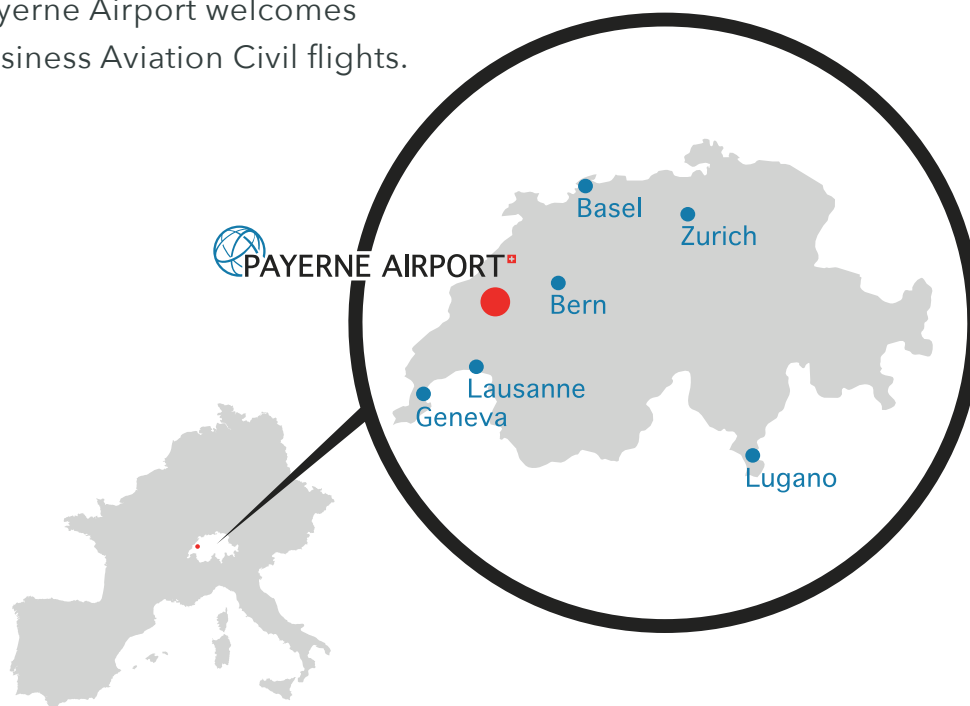 yerne Airport welcomes
siness Aviation Civil flights.
Basel
Zurich
PAYERNE AIRPORT
Bern
Lausanne
Geneva
Lugano